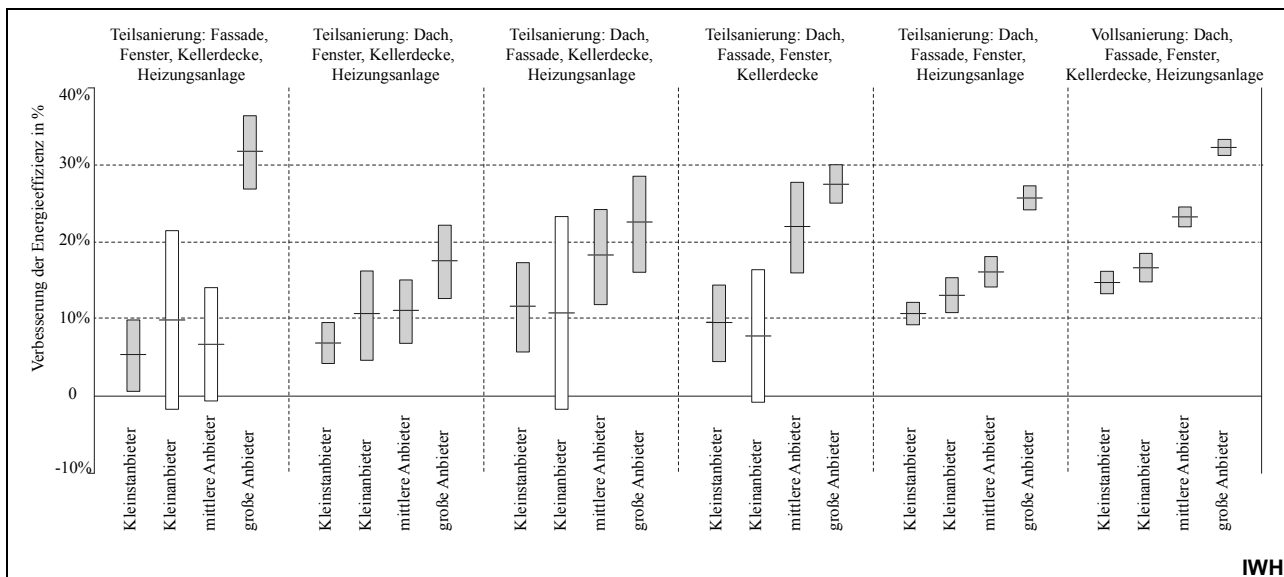 Teilsanierung: Fassade,
Fenster, Kellerdecke,
Heizungsanlage
Teilsanierung: Dach,
Fenster, Kellerdecke,
Heizungsanlage
Teilsanierung: Dach,
Fassade, Kellerdecke,
Heizungsanlage
Teilsanierung: Dach,
Fassade, Fenster,
Kellerdecke
Teilsanierung: Dach,
Fassade, Fenster,
Heizungsanlage
Vollsanierung: Dach,
Fassade, Fenster,
Kellerdecke, Heizungsanlage
Verbesserung der Energieeffizienz in %
40%
30%
20%
10%
0
-10%
Kleinstanbieter
Kleinanbieter
mittlere Anbieter
große Anbieter
Kleinstanbieter
Kleinanbieter
mittlere Anbieter
große Anbieter
Kleinstanbieter
Kleinanbieter
mittlere Anbieter
große Anbieter
Kleinstanbieter
Kleinanbieter
mittlere Anbieter
große Anbieter
Kleinstanbieter
Kleinanbieter
mittlere Anbieter
große Anbieter
Kleinstanbieter
Kleinanbieter
mittlere Anbieter
große Anbieter
IWH